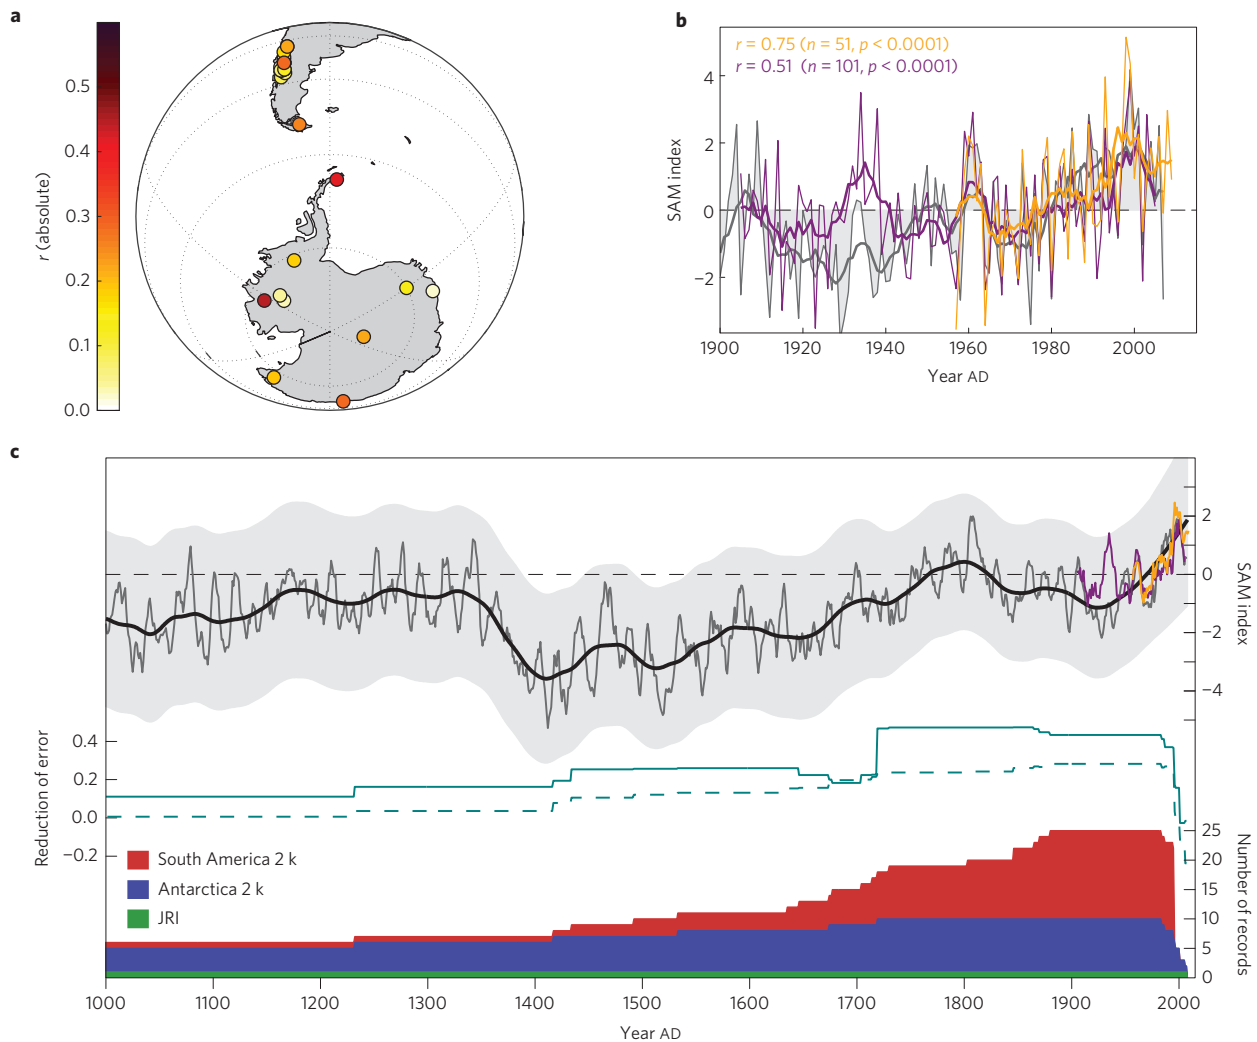 a
r (absolute)
0.5
0.4
0.3
0.2
0.1
0.0
b
r = 0.75 (n = 51, p < 0.0001)
r = 0.51 (n = 101, p < 0.0001)
SAM index
4
2
0
−2
1900 1920 1940 1960 1980 2000
Year AD
c
2
0
−2
−4
SAM index
Reduction of error
0.4
0.2
0.0
−0.2
South America 2 k
Antarctica 2 k
JRI
25
20
15
10
5
0
Number of records
1000 1100 1200 1300 1400 1500 1600 1700 1800 1900 2000
Year AD